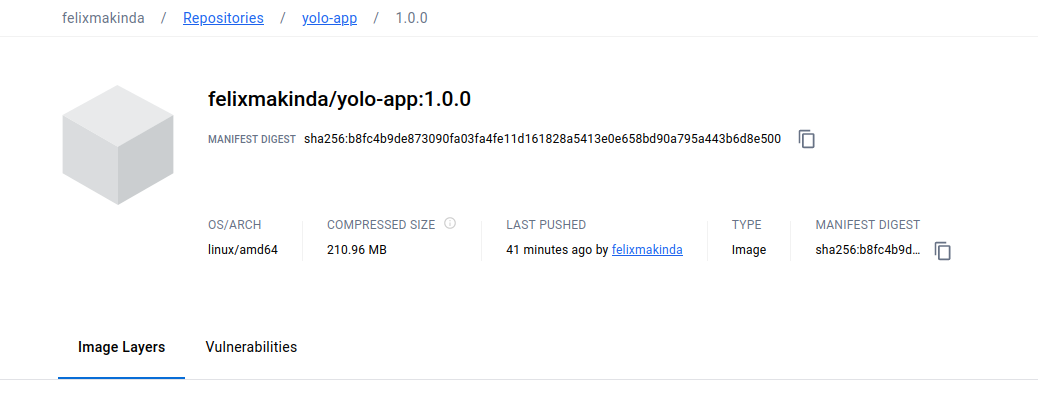 felixmakinda / Repositories / yolo-app / 1.0.0
felixmakinda/yolo-app:1.0.0
MANIFEST DIGEST sha256:b8fc4b9de873090fa03fa4fe11d161828a5413e0e658bd90a795a443b6d8e500
OS/ARCH COMPRESSED SIZE LAST PUSHED TYPE MANIFEST DIGEST
linux/amd64 210.96 MB 41 minutes ago by felixmakinda Image sha256:b8fc4b9d...
Image Layers Vulnerabilities